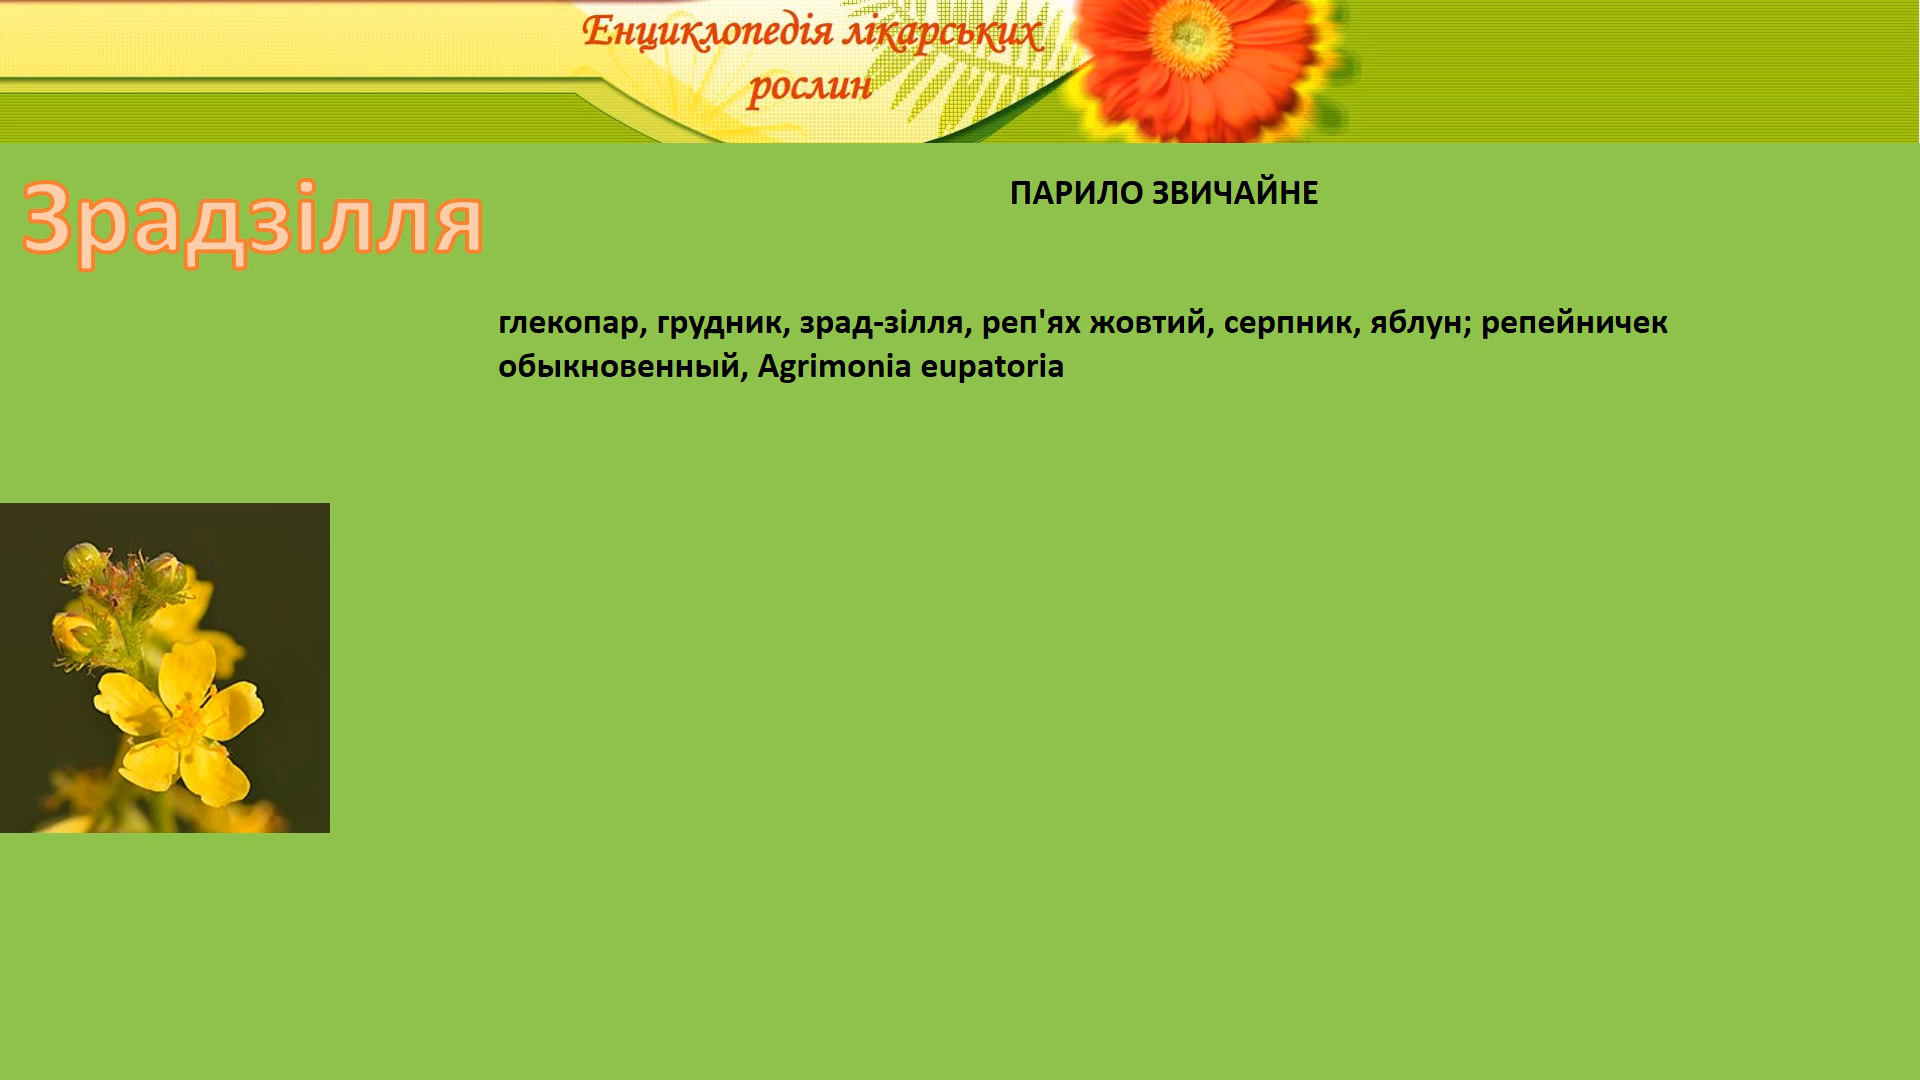 Енциклопедія лікарських
рослин
Зрадзілля
ПАРИЛО ЗВИЧАЙНЕ
глекопар, грудник, зрад-зілля, реп'ях жовтий, серпник, яблун; репейничек
обыкновенный, Agrimonia eupatoria